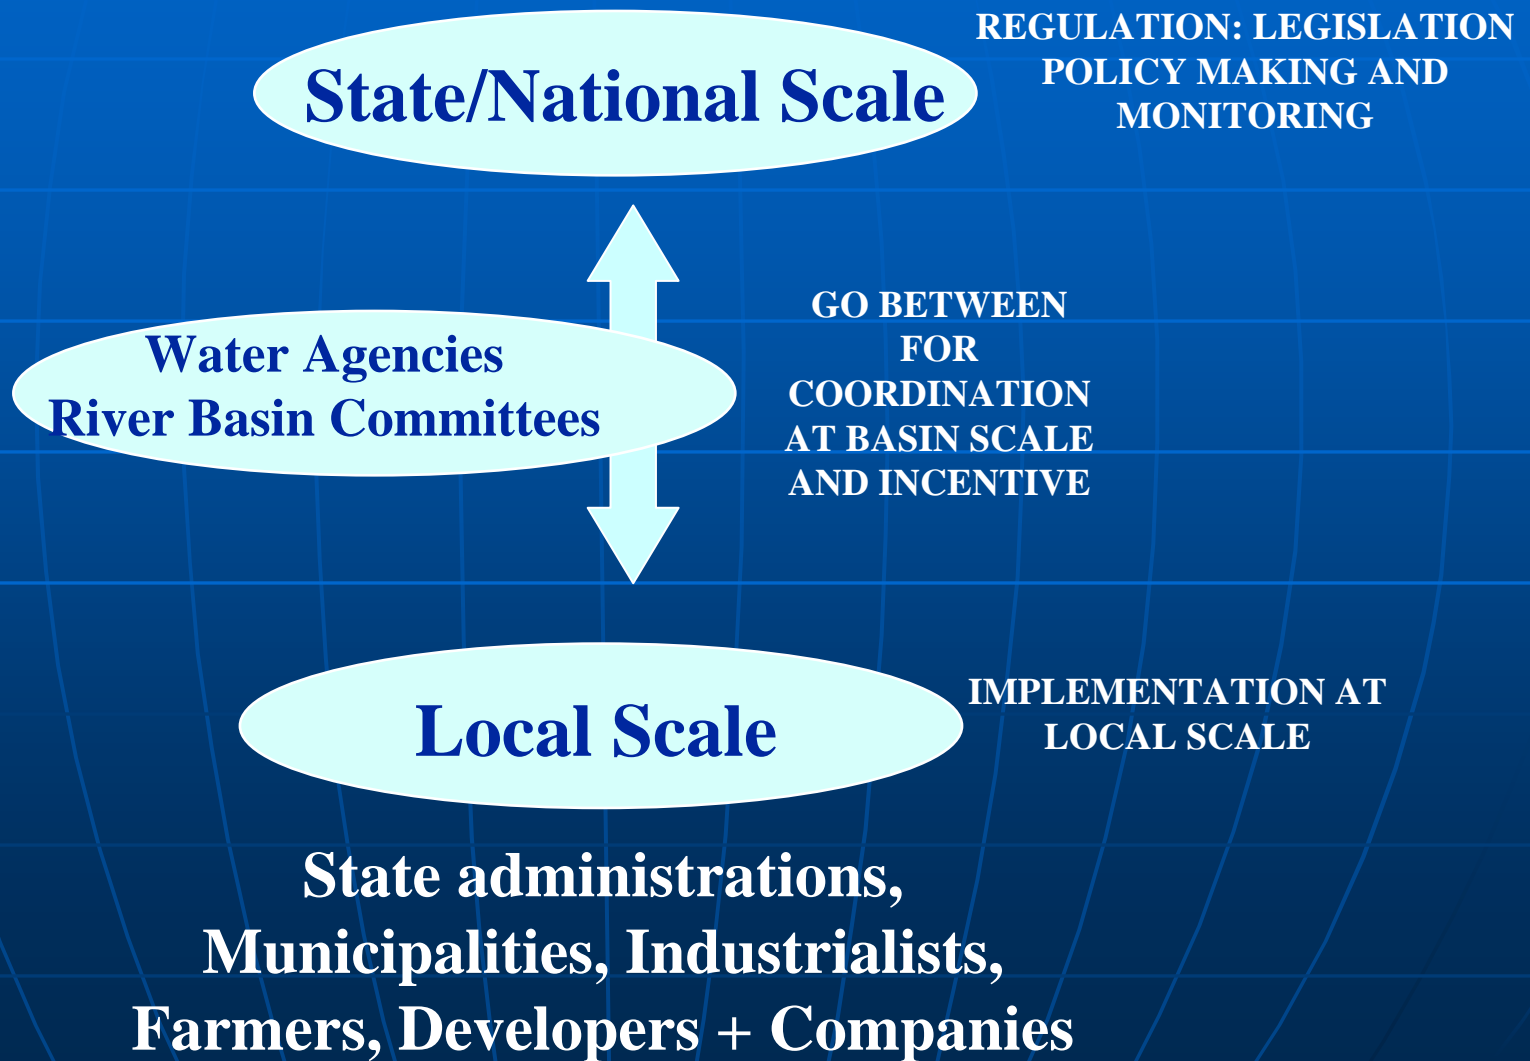 State/National Scale
REGULATION: LEGISLATION
POLICY MAKING AND
MONITORING
Water Agencies
River Basin Committees
GO BETWEEN
FOR
COORDINATION
AT BASIN SCALE
AND INCENTIVE
Local Scale
IMPLEMENTATION AT
LOCAL SCALE
State administrations,
Municipalities, Industrialists,
Farmers, Developers + Companies